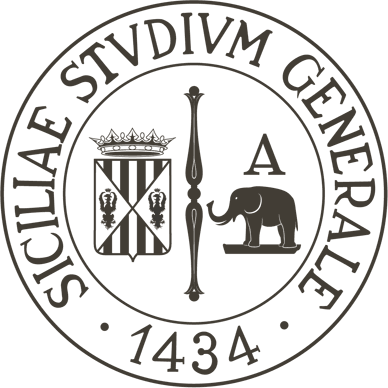 SICILIAE STVDIVM GENERALE
A
· 1434 ·